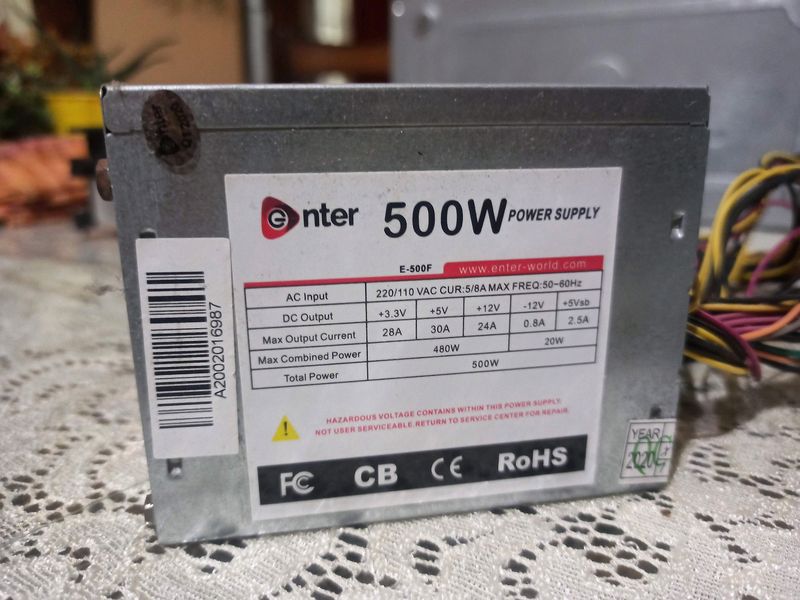 enter
500W POWER SUPPLY
E-500F
www.enter-world.com
AC Input 220/110 VAC CUR:5/8A MAX FREQ:50~60Hz
DC Output +3.3V +5V +12V -12V +5Vsb
Max Output Current 28A 30A 24A 0.8A 2.5A
Max Combined Power 480W 20W
Total Power 500W
HAZARDOUS VOLTAGE CONTAINS WITHIN THIS POWER SUPPLY.
NOT USER SERVICEABLE.RETURN TO SERVICE CENTER FOR REPAIR.
FC CB CE RoHS
A2002016987
YEAR
2020